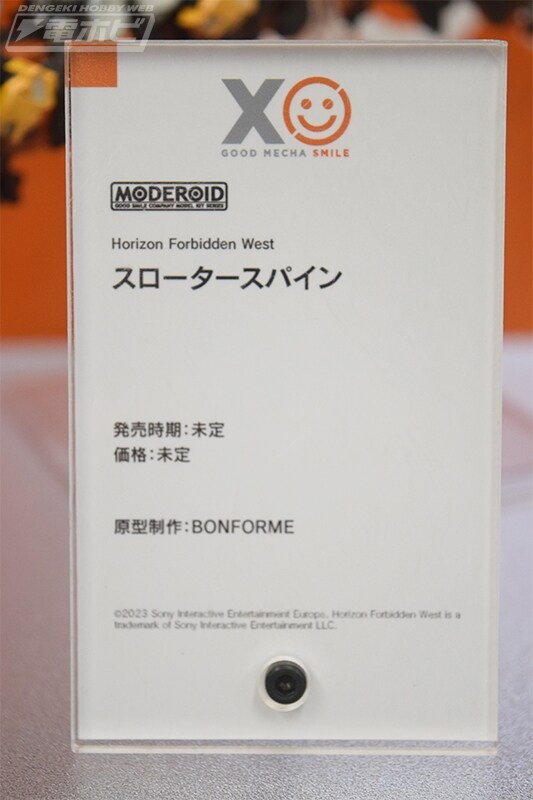 DENGEKI HOBBY WEB
電ホビ
XO
GOOD MECHA SMILE
MODEROID
GOOD SMILE COMPANY MODEL KIT SERIES
Horizon Forbidden West
スロータースパイン
発売時期：未定
価格：未定
原型制作：BONFORME
©2023 Sony Interactive Entertainment Europe. Horizon Forbidden West is a
trademark of Sony Interactive Entertainment LLC.